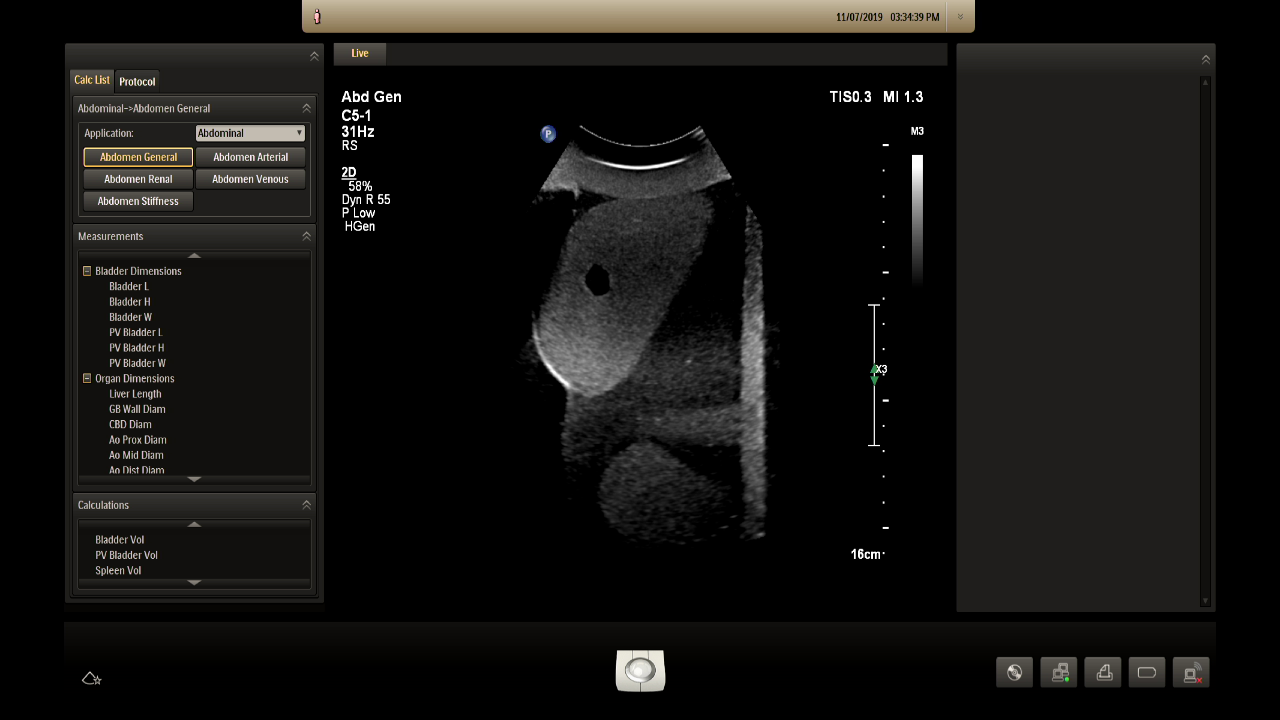 11/07/2019 03:34:39 PM
Live
Calc List Protocol
Abdominal->Abdomen General
Application: Abdominal
Abdomen General Abdomen Arterial
Abdomen Renal Abdomen Venous
Abdomen Stiffness
Measurements
Bladder Dimensions
Bladder L
Bladder H
Bladder W
PV Bladder L
PV Bladder H
PV Bladder W
Organ Dimensions
Liver Length
GB Wall Diam
CBD Diam
Ao Prox Diam
Ao Mid Diam
Ao Dist Diam
Calculations
Bladder Vol
PV Bladder Vol
Spleen Vol
Abd Gen
C5-1
31Hz
RS
2D
58%
Dyn R 55
P Low
HGen
P
TIS0.3 MI 1.3
M3
X3
16cm